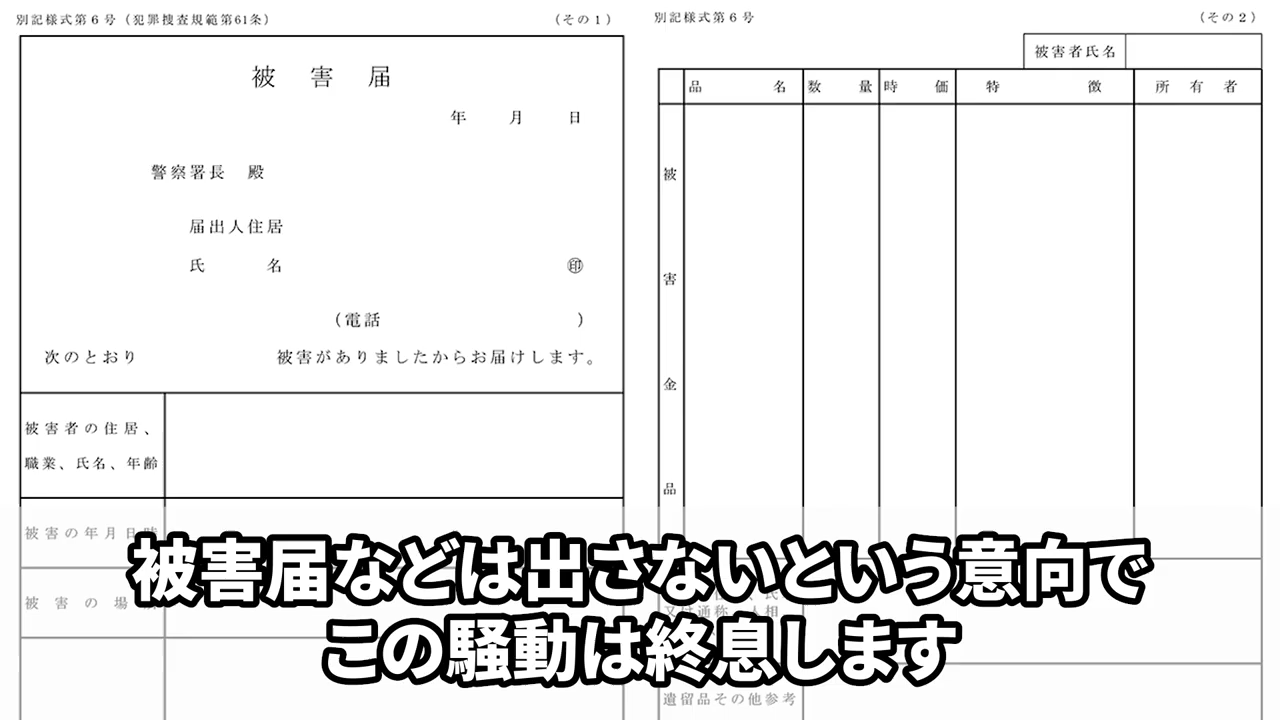 別記様式第6号（犯罪捜査規範第61条）　（その1）
被　害　届
年　月　日
警察署長　殿
届出人住居
氏　名　㊞
（電話　　）
次のとおり　被害がありましたからお届けします。
被害者の住居、
職業、氏名、年齢
被害の年月日時
被害の場
別記様式第6号　（その2）
被害者氏名
品　名　数　量　時　価　特　徴　所　有　者
被
害
金
品
又は通称、人相
遺留品その他参考
被害届などは出さないという意向で
この騒動は終息します